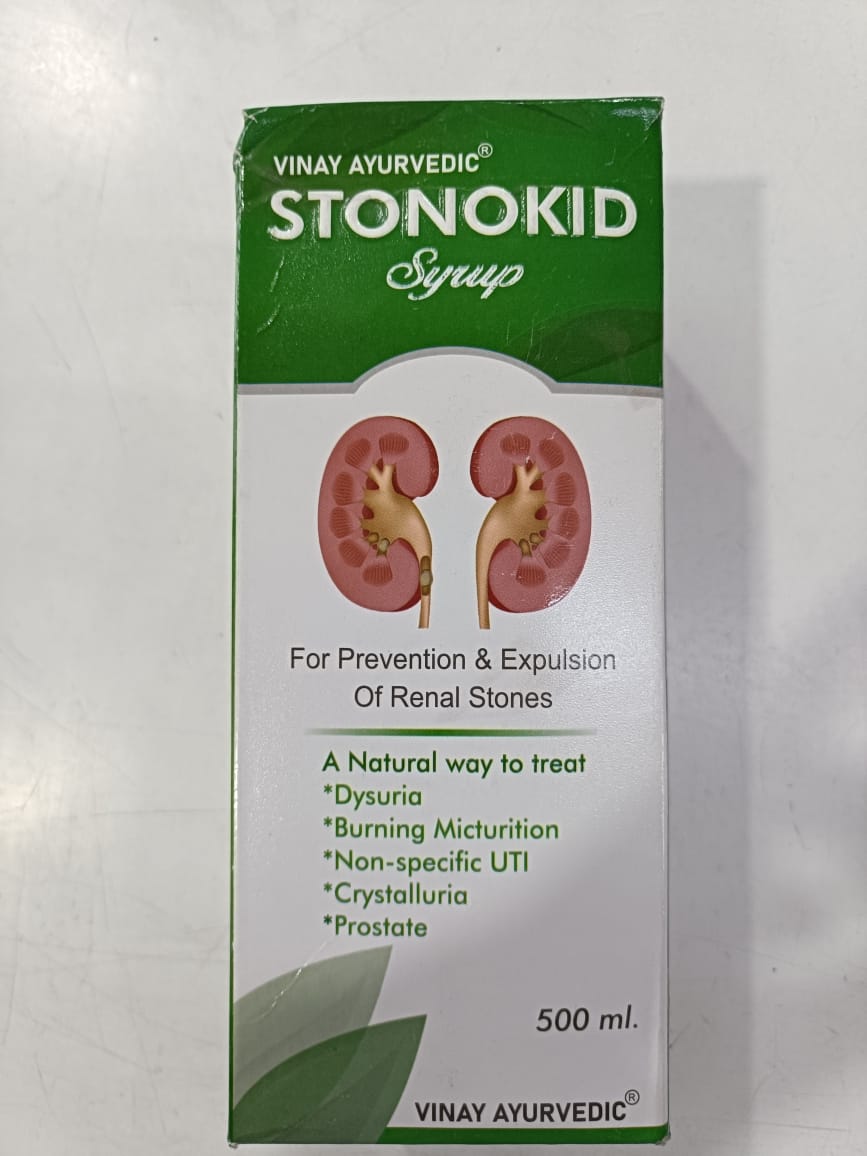 VINAY AYURVEDIC®
STONOKID
Syrup
For Prevention & Expulsion
Of Renal Stones
A Natural way to treat
*Dysuria
*Burning Micturition
*Non-specific UTI
*Crystalluria
*Prostate
500 ml.
VINAY AYURVEDIC®